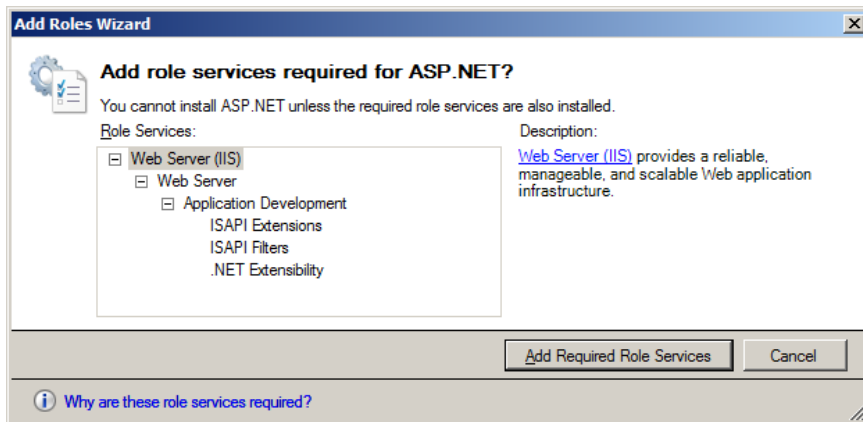 Add Roles Wizard
Add role services required for ASP.NET?
You cannot install ASP.NET unless the required role services are also installed.
Role Services:
Web Server (IIS)
Web Server
Application Development
ISAPI Extensions
ISAPI Filters
.NET Extensibility
Description:
Web Server (IIS) provides a reliable,
manageable, and scalable Web application
infrastructure.
Add Required Role Services
Cancel
Why are these role services required?